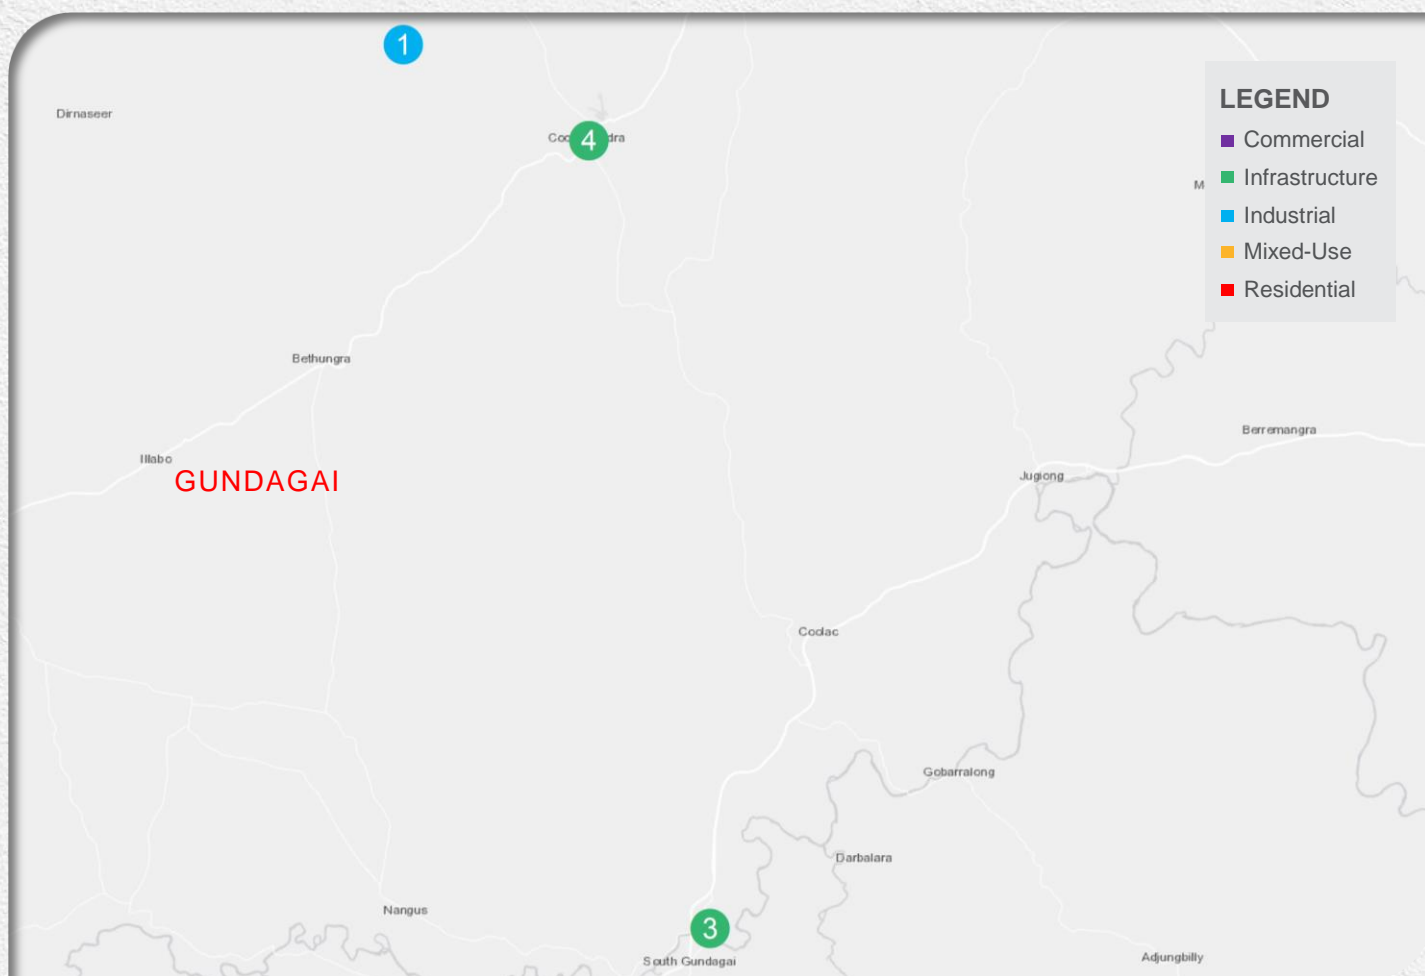 1
LEGEND
Dirnaseer
4
Commercial
Infrastructure
Industrial
Mixed-Use
Residential
Bethungra
Berremangra
Illabo
GUNDAGAI
Jugiong
Coolac
Gobarralong
Darbalara
Nangus
3
South Gundagai
Adjungbilly